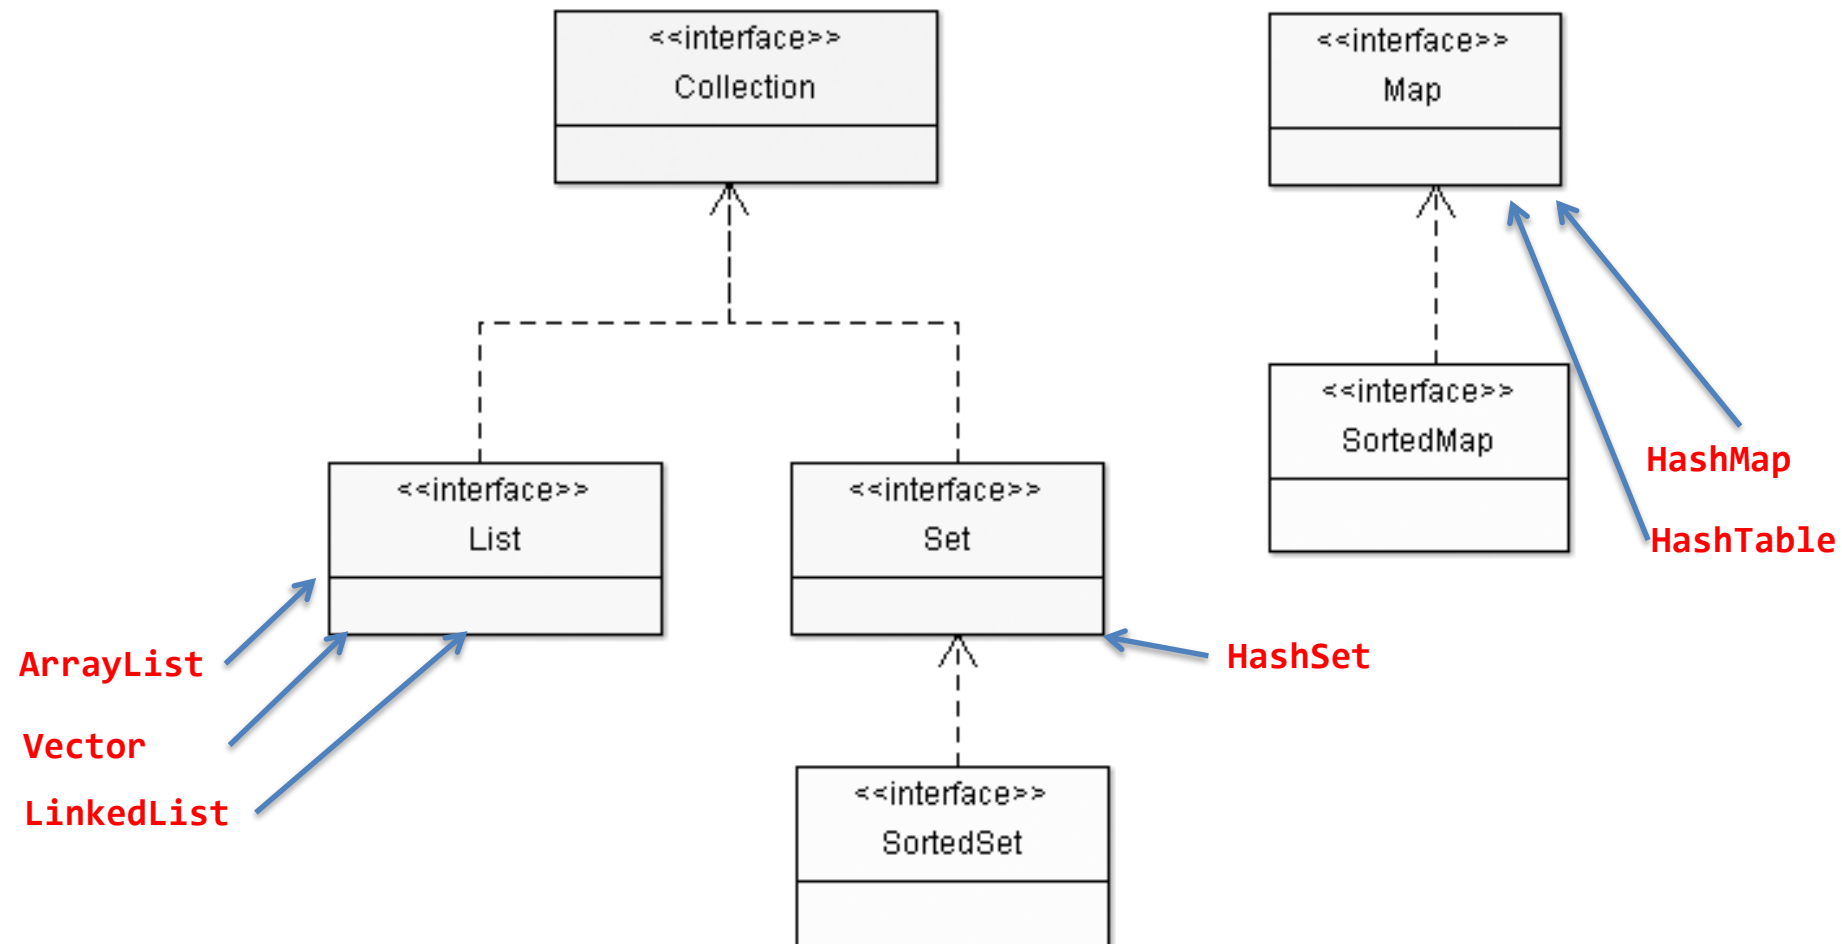 <<interface>>
Collection
<<interface>>
Map
<<interface>>
List
<<interface>>
Set
<<interface>>
SortedMap
HashMap
HashTable
ArrayList
Vector
LinkedList
HashSet
<<interface>>
SortedSet